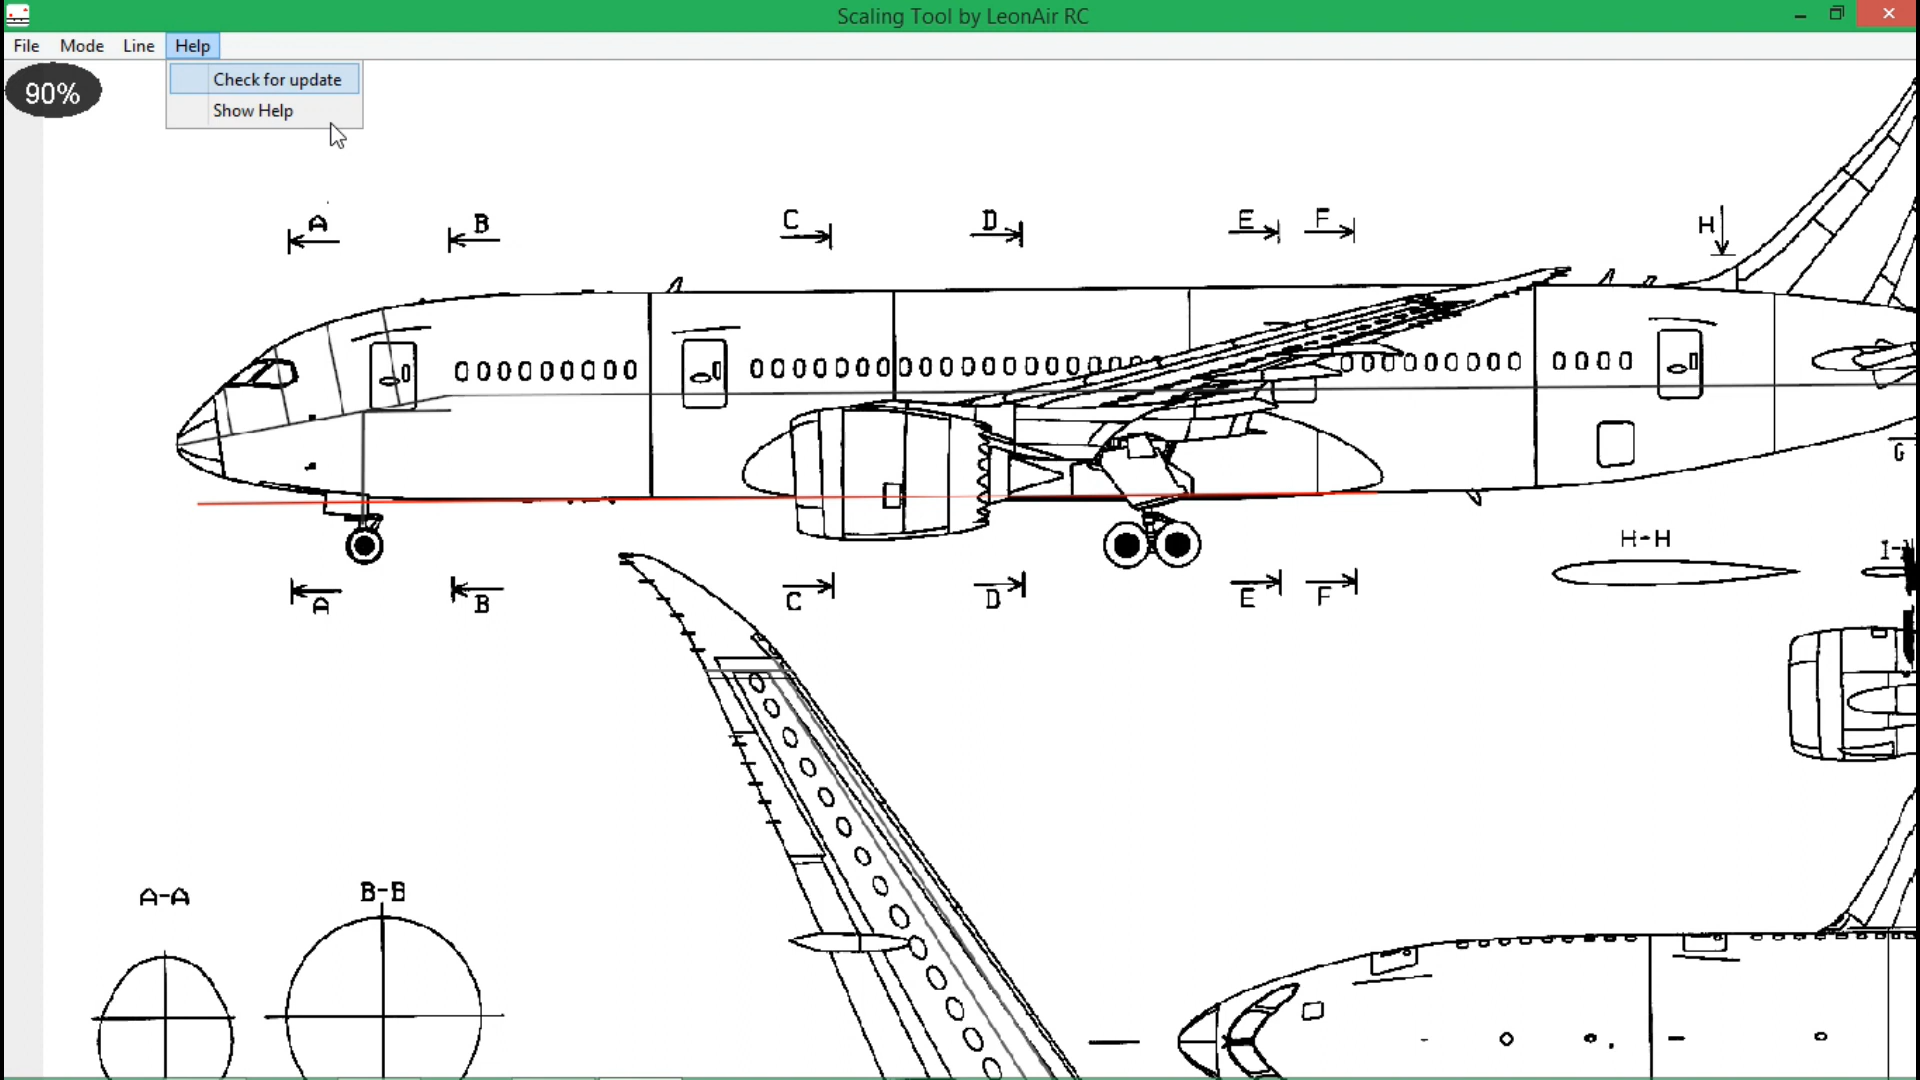 Scaling Tool by LeonAir RC
File Mode Line Help
Check for update
Show Help
90%
A B C D E F H
G
A B C D E F
H-H
A-A
B-B